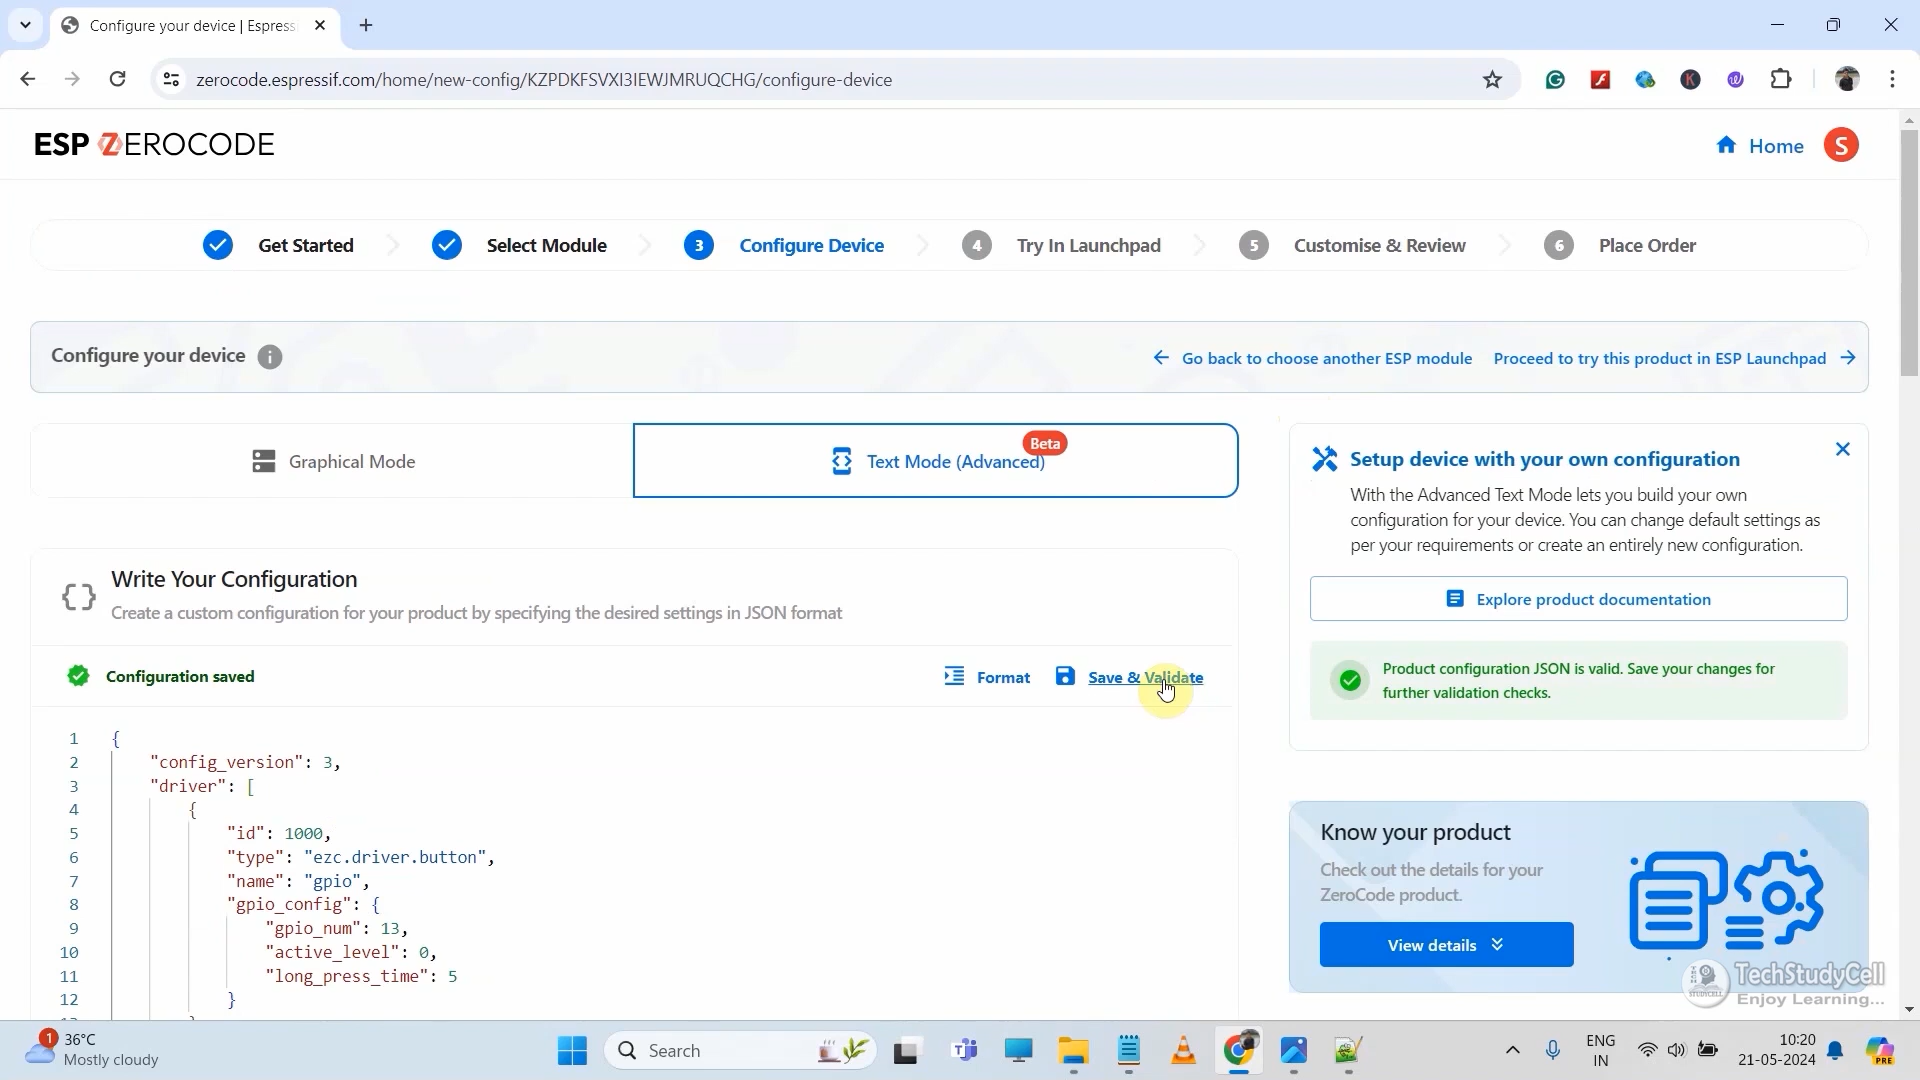 Configure your device | Espress
zerocode.espressif.com/home/new-config/KZPDKFSVXI3IEWJMRUQCHG/configure-device
ESP ZEROCODE
Home
S
Get Started
Select Module
3 Configure Device
4 Try In Launchpad
5 Customise & Review
6 Place Order
Configure your device
Go back to choose another ESP module
Proceed to try this product in ESP Launchpad
Graphical Mode
Text Mode (Advanced)
Beta
Setup device with your own configuration
With the Advanced Text Mode lets you build your own
configuration for your device. You can change default settings as
per your requirements or create an entirely new configuration.
Explore product documentation
Product configuration JSON is valid. Save your changes for
further validation checks.
Write Your Configuration
Create a custom configuration for your product by specifying the desired settings in JSON format
Configuration saved
Format
Save & Validate
1 {
2 "config_version": 3,
3 "driver": [
4 {
5 "id": 1000,
6 "type": "ezc.driver.button",
7 "name": "gpio",
8 "gpio_config": {
9 "gpio_num": 13,
10 "active_level": 0,
11 "long_press_time": 5
12 }
Know your product
Check out the details for your
ZeroCode product.
View details
TechStudyCell
Enjoy Learning...
1
36°C
Mostly cloudy
Search
ENG
IN
10:20
21-05-2024
PRE